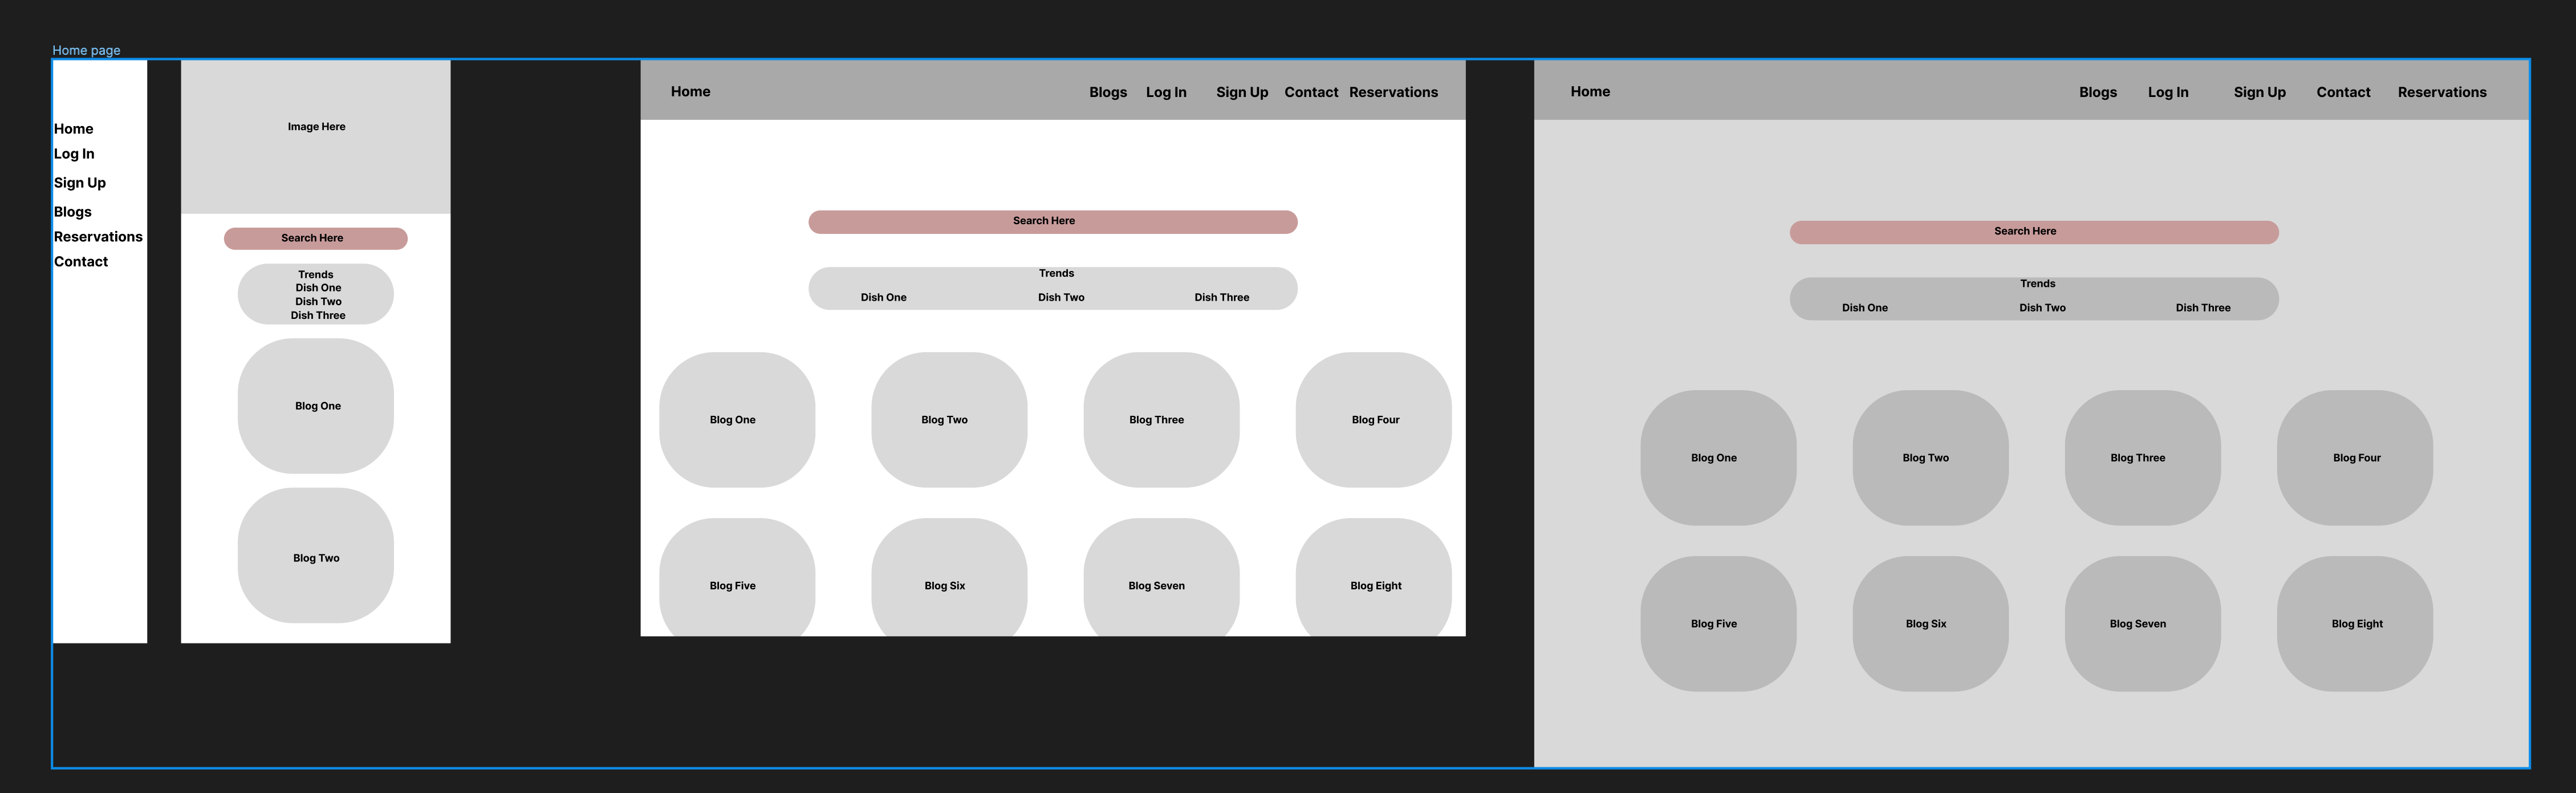 Home page
Home
Log In
Sign Up
Blogs
Reservations
Contact
Image Here
Search Here
Trends
Dish One
Dish Two
Dish Three
Blog One
Blog Two
Home Blogs Log In Sign Up Contact Reservations
Search Here
Trends
Dish One Dish Two Dish Three
Blog One Blog Two Blog Three Blog Four
Blog Five Blog Six Blog Seven Blog Eight
Home Blogs Log In Sign Up Contact Reservations
Search Here
Trends
Dish One Dish Two Dish Three
Blog One Blog Two Blog Three Blog Four
Blog Five Blog Six Blog Seven Blog Eight